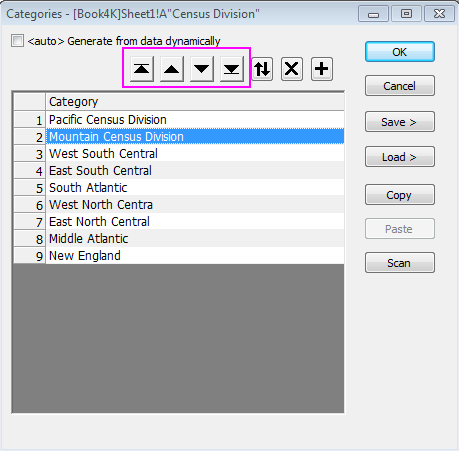 Categories - [Book4K]Sheet1!A"Census Division"
<auto> Generate from data dynamically
OK
Cancel
Save >
Load >
Copy
Paste
Scan
Category
1 Pacific Census Division
2 Mountain Census Division
3 West South Central
4 East South Central
5 South Atlantic
6 West North Centra
7 East North Central
8 Middle Atlantic
9 New England